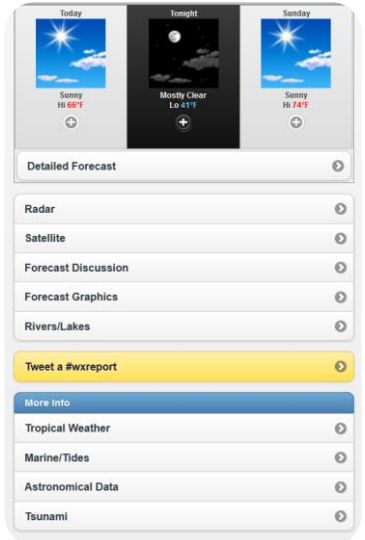 Today Tonight Sunday
Sunny Mostly Clear Sunny
Hi 66°F Lo 41°F Hi 74°F
Detailed Forecast
Radar
Satellite
Forecast Discussion
Forecast Graphics
Rivers/Lakes
Tweet a #wxreport
More Info
Tropical Weather
Marine/Tides
Astronomical Data
Tsunami